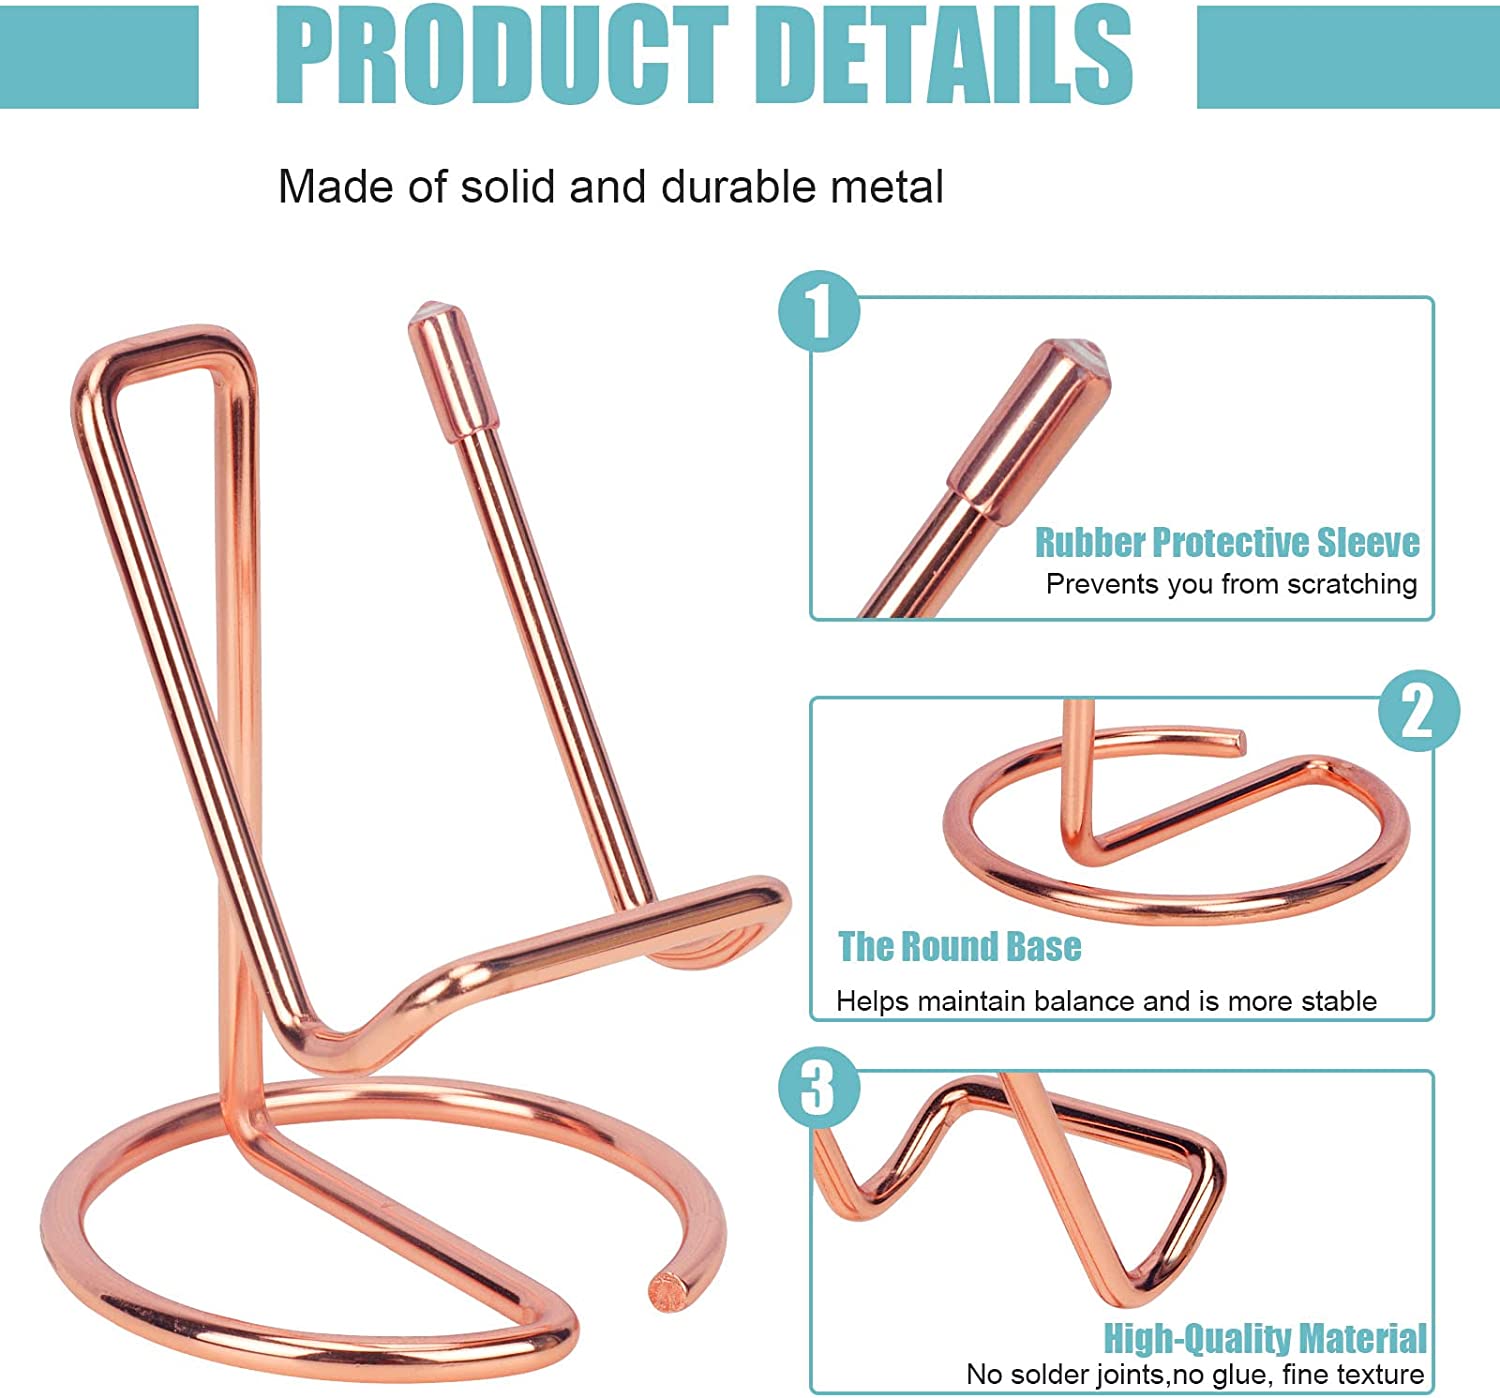 PRODUCT DETAILS
Made of solid and durable metal
1
Rubber Protective Sleeve
Prevents you from scratching
2
The Round Base
Helps maintain balance and is more stable
3
High-Quality Material
No solder joints,no glue, fine texture